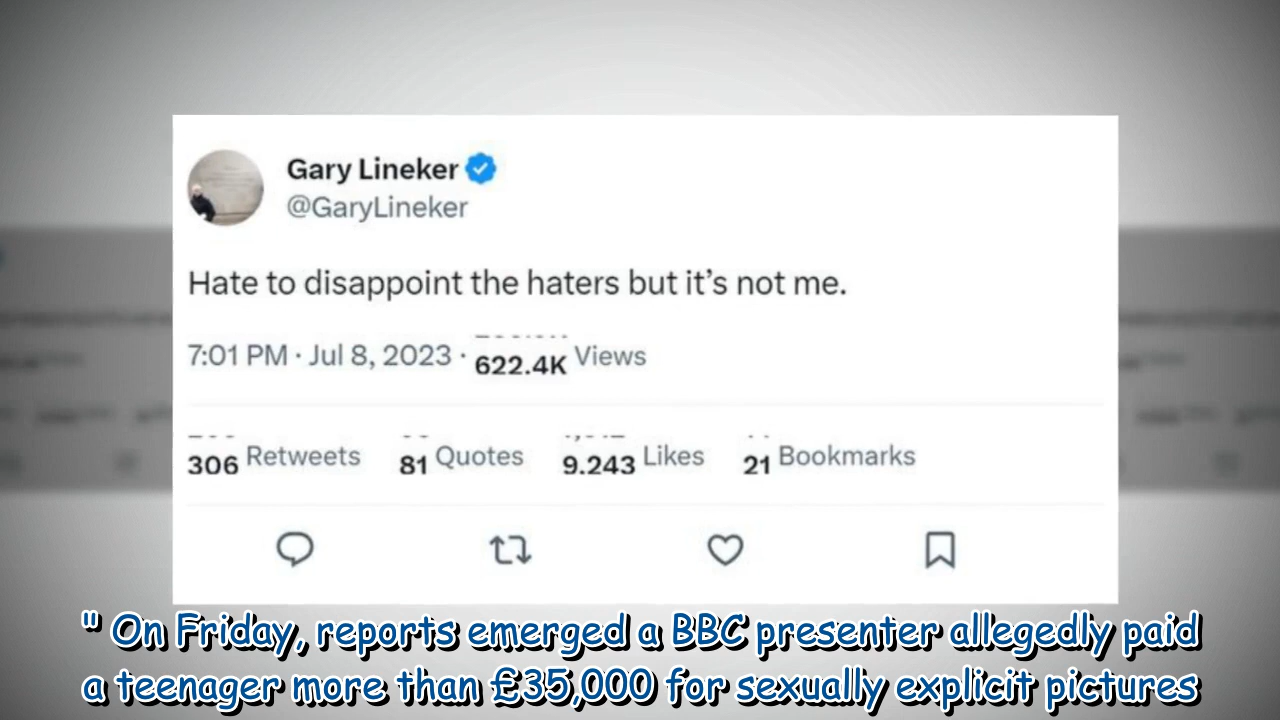 Gary Lineker
@GaryLineker
Hate to disappoint the haters but it's not me.
7:01 PM · Jul 8, 2023 · 622.4K Views
306 Retweets 81 Quotes 9.243 Likes 21 Bookmarks
" On Friday, reports emerged a BBC presenter allegedly paid
a teenager more than £35,000 for sexually explicit pictures